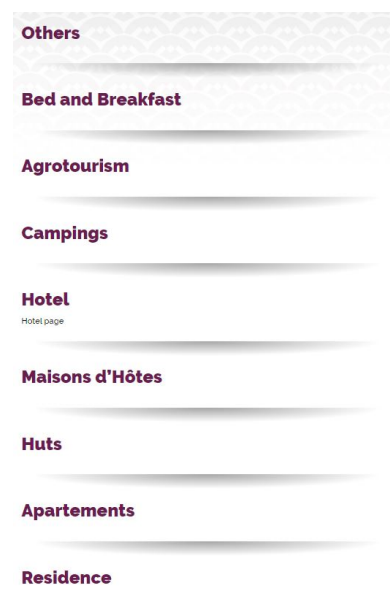 Others
Bed and Breakfast
Agrotourism
Campings
Hotel
Hotel page
Maisons d'Hôtes
Huts
Apartements
Residence